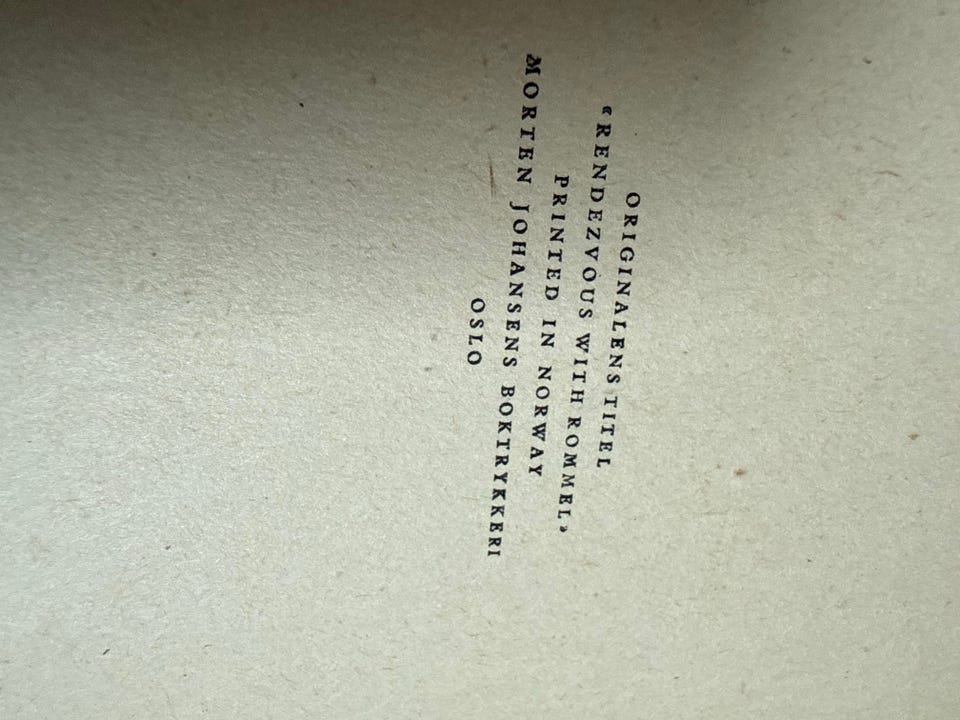 ORIGINALENS TITEL
«RENDEZVOUS WITH ROMMEL»
PRINTED IN NORWAY
MORTEN JOHANSENS BOKTRYKKERI
OSLO